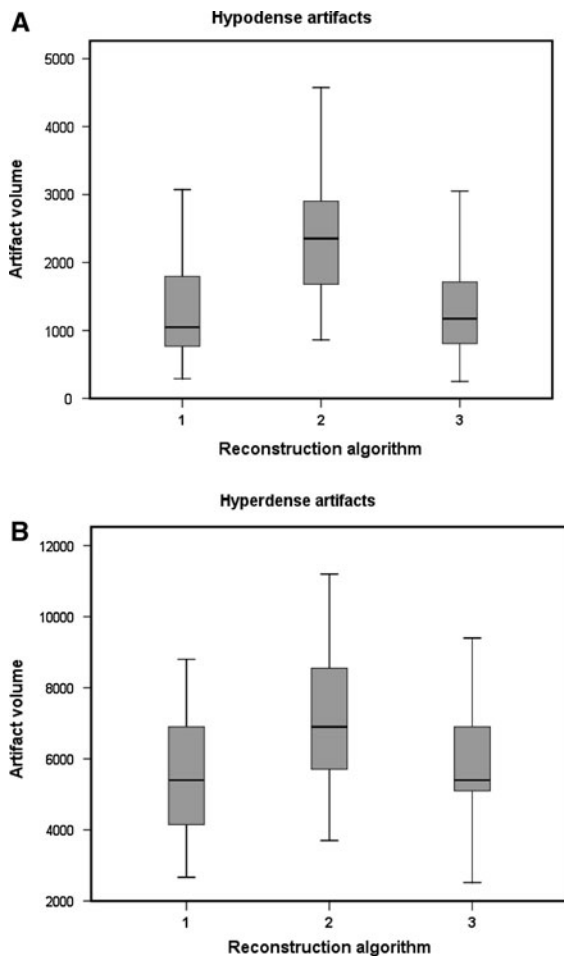 A
Hypodense artifacts
5000
4000
3000
2000
1000
0
Artifact volume
1 2 3
Reconstruction algorithm
B
Hyperdense artifacts
12000
10000
8000
6000
4000
2000
Artifact volume
1 2 3
Reconstruction algorithm